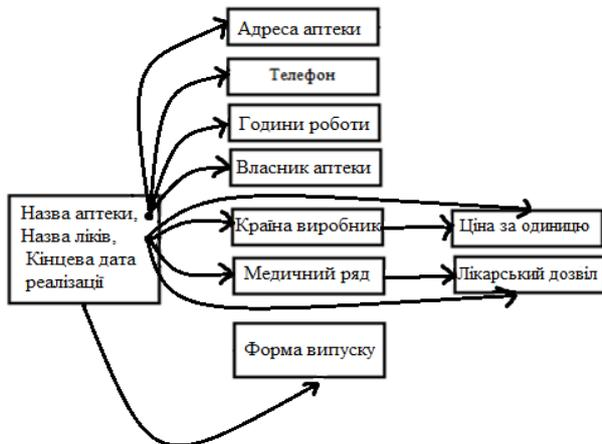 Адреса аптеки
Телефон
Години роботи
Власник аптеки
Назва аптеки,
Назва ліків,
Кінцева дата
реалізації
Країна виробник
Ціна за одиницю
Медичний ряд
Лікарський дозвіл
Форма випуску